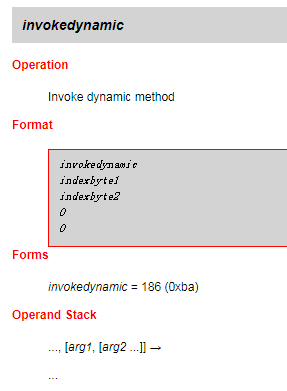 invokedynamic
Operation
Invoke dynamic method
Format
invokedynamic
indexbyte1
indexbyte2
0
0
Forms
invokedynamic = 186 (0xba)
Operand Stack
..., [arg1, [arg2 ...]] →
...